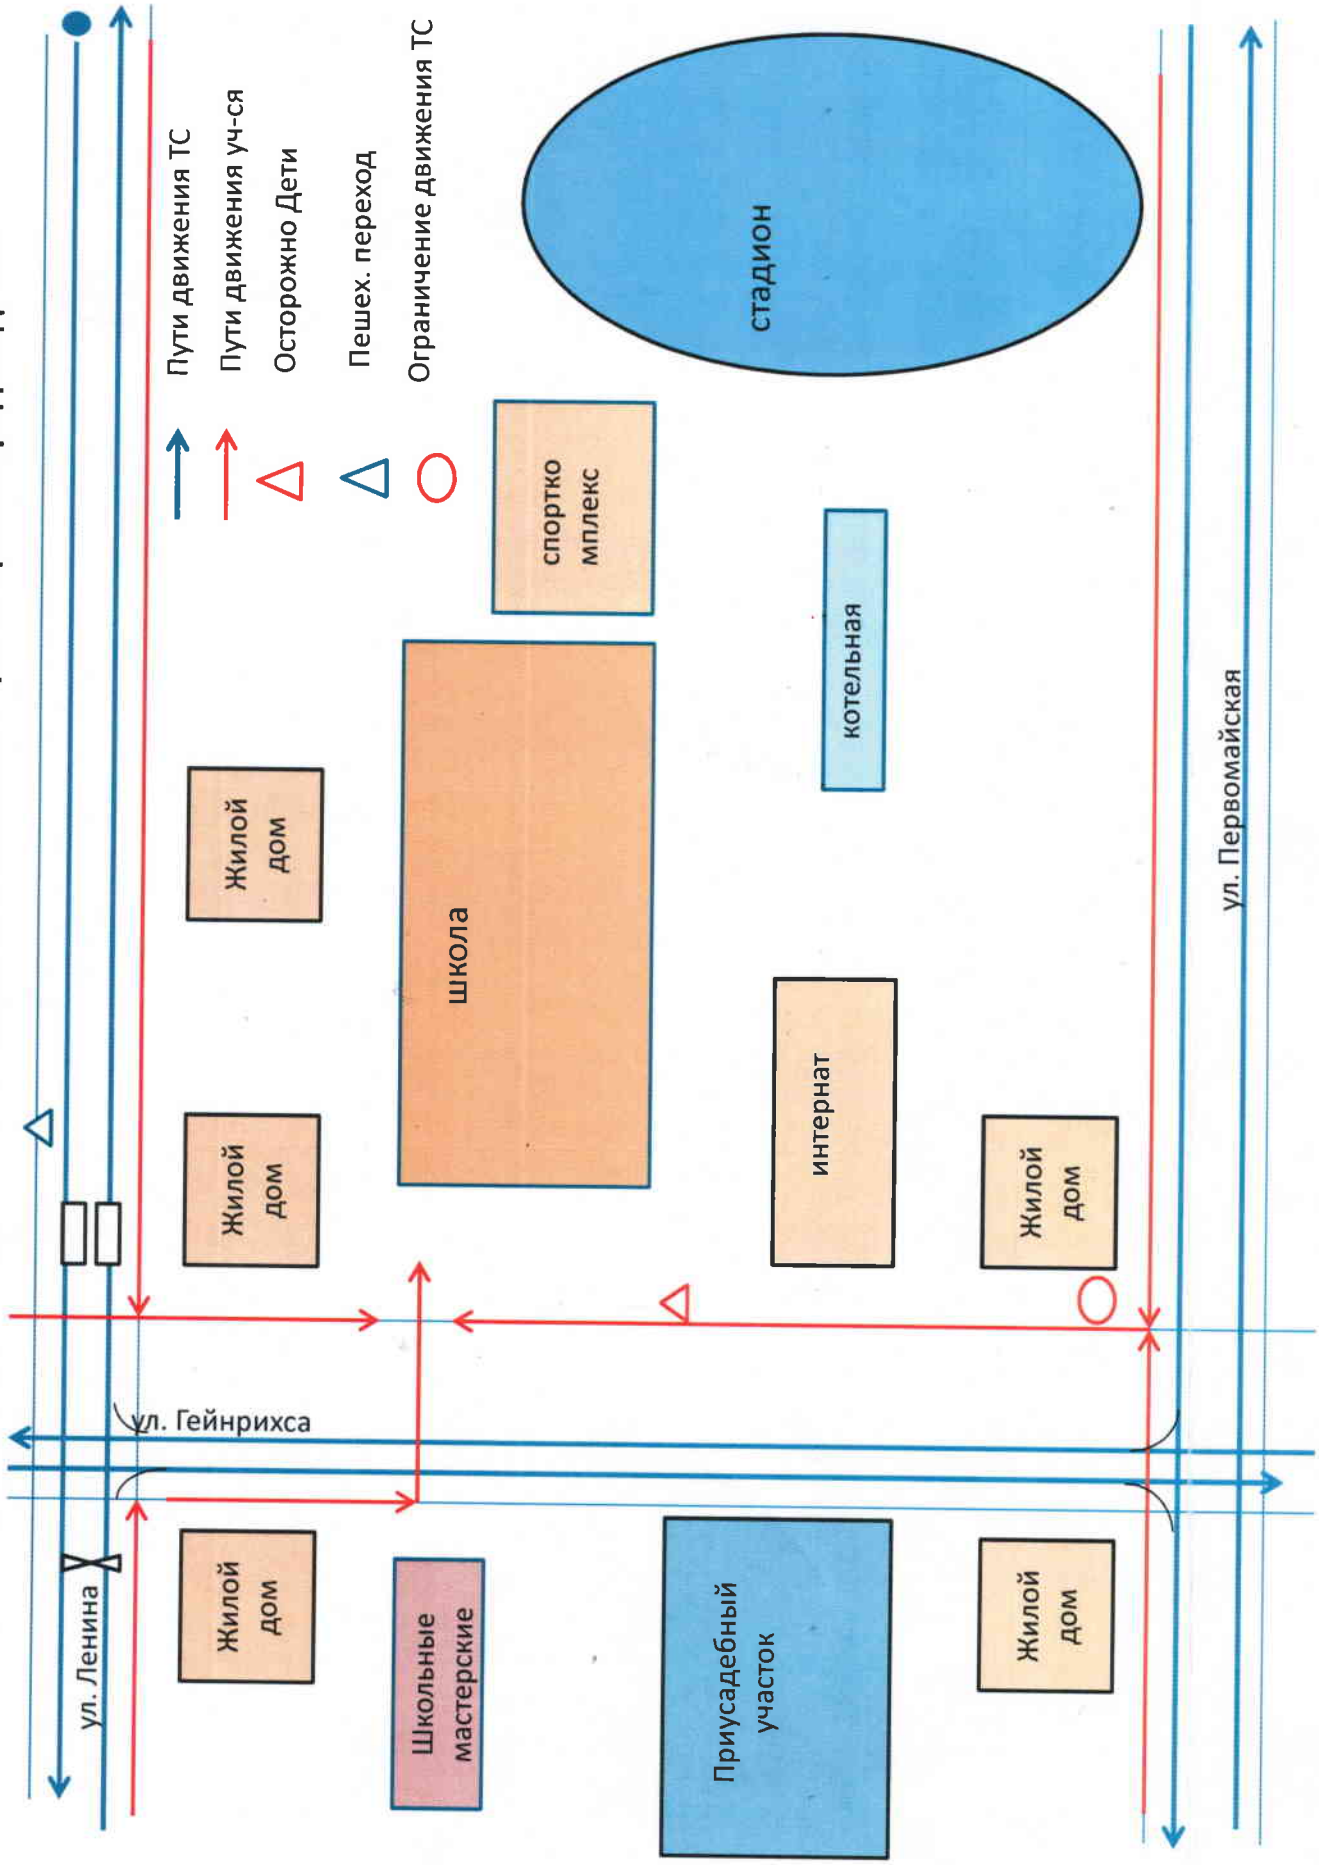 Пути движения ТС
Пути движения уч-ся
Осторожно Дети
Пешех. переход
Ограничение движения ТС
ул. Ленина
ул. Гейнрихса
ул. Первомайская
Жилой
дом
Жилой
дом
Жилой
дом
Школьные
мастерские
школа
спортко
мплекс
стадион
котельная
интернат
Приусадебный
участок
Жилой
дом
Жилой
дом